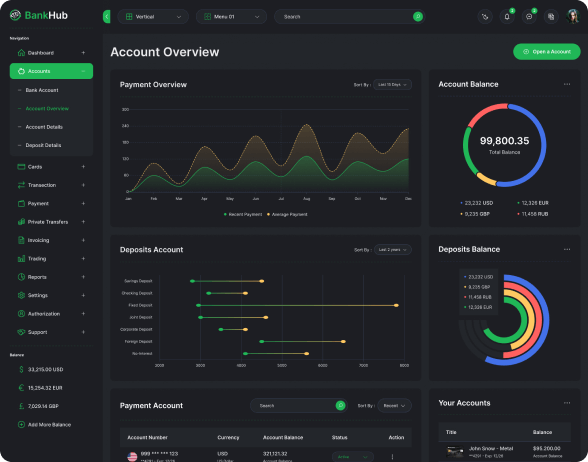 BankHub
Vertical
Menu 01
Search
Navigation
Dashboard +
Accounts −
Bank Account
Account Overview
Account Details
Deposit Details
Cards +
Transaction +
Payment +
Private Transfers +
Invoicing +
Trading +
Reports +
Settings +
Authorization +
Support +
Balance
$ 33,215.00 USD
€ 15,254.32 EUR
£ 7,029.14 GBP
Add More Balance
Account Overview
Open a Account
Payment Overview
Sort By : Last 15 Days
300
240
180
120
60
Jan Feb Mar Apr May Jun Jul Aug Sep Oct Nov Dec
Recent Payment Average Payment
Account Balance
99,800.35
Total Balance
23,232 USD 12,326 EUR
9,235 GBP 11,458 RUB
Deposits Account
Sort By : Last 2 years
Savings Deposit
Checking Deposit
Fixed Deposit
Joint Deposit
Corporate Deposit
Foreign Deposit
No-Interest
2000 3000 4000 5000 6000 7000 8000
Deposits Balance
23,232 USD
9,235 GBP
11,458 RUB
12,326 EUR
Payment Account
Search
Sort By : Recent
Account Number Currency Account Balance Status Action
999 *** *** 123 USD 321,121.32
US Dollar Account Balance
Your Accounts
Title Balance
John Snow - Metal $95,200.00
Account Balance